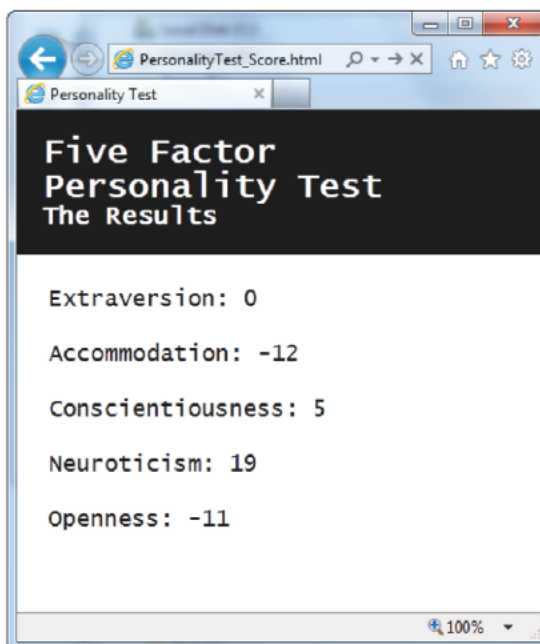 PersonalityTest_Score.html
Personality Test
Five Factor
Personality Test
The Results
Extraversion: 0
Accommodation: -12
Conscientiousness: 5
Neuroticism: 19
Openness: -11
100%